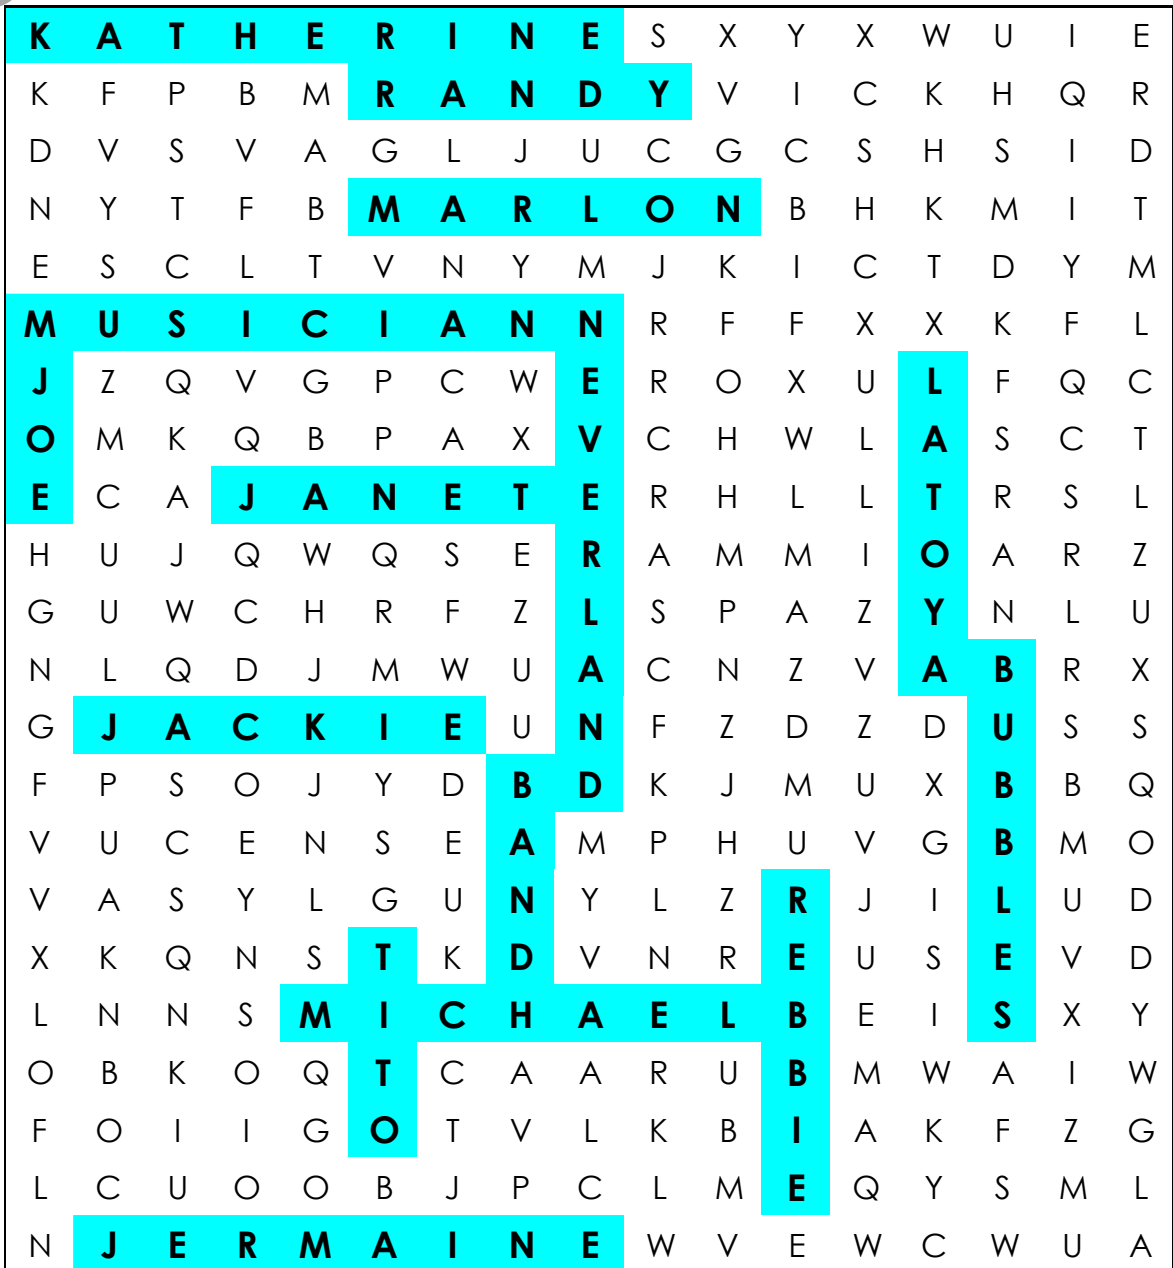 K A T H E R I N E S X Y X W U I E
K F P B M R A N D Y V I C K H Q R
D V S V A G L J U C G C S H S I D
N Y T F B M A R L O N B H K M I T
E S C L T V N Y M J K I C T D Y M
M U S I C I A N N R F F X X K F L
J Z Q V G P C W E R O X U L F Q C
O M K Q B P A X V C H W L A S C T
E C A J A N E T E R H L L T R S L
H U J Q W Q S E R A M M I O A R Z
G U W C H R F Z L S P A Z Y N L U
N L Q D J M W U A C N Z V A B R X
G J A C K I E U N F Z D Z D U S S
F P S O J Y D B D K J M U X B B Q
V U C E N S E A M P H U V G B M O
V A S Y L G U N Y L Z R J I L U D
X K Q N S T K D V N R E U S E V D
L N N S M I C H A E L B E I S X Y
O B K O Q T C A A R U B M W A I W
F O I I G O T V L K B I A K F Z G
L C U O O B J P C L M E Q Y S M L
N J E R M A I N E W V E W C W U A